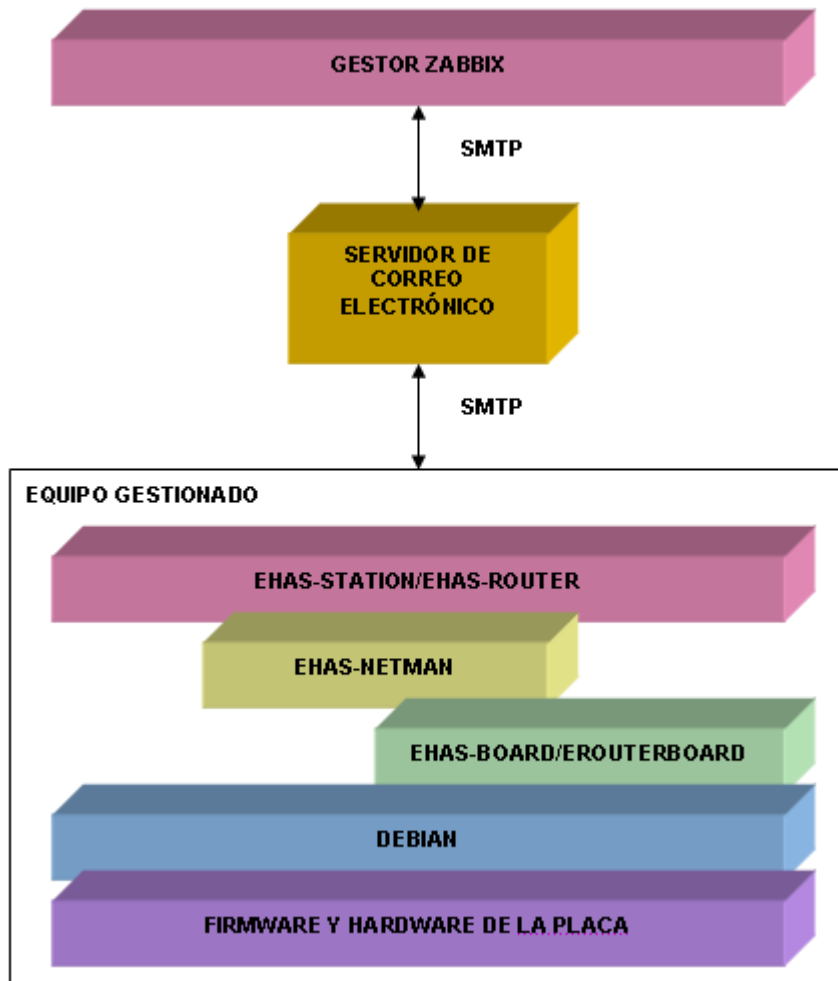 GESTOR ZABBIX
SMTP
SERVIDOR DE
CORREO
ELECTRÓNICO
SMTP
EQUIPO GESTIONADO
EHAS-STATION/EHAS-ROUTER
EHAS-NETMAN
EHAS-BOARD/EROUTERBOARD
DEBIAN
FIRMWARE Y HARDWARE DE LA PLACA